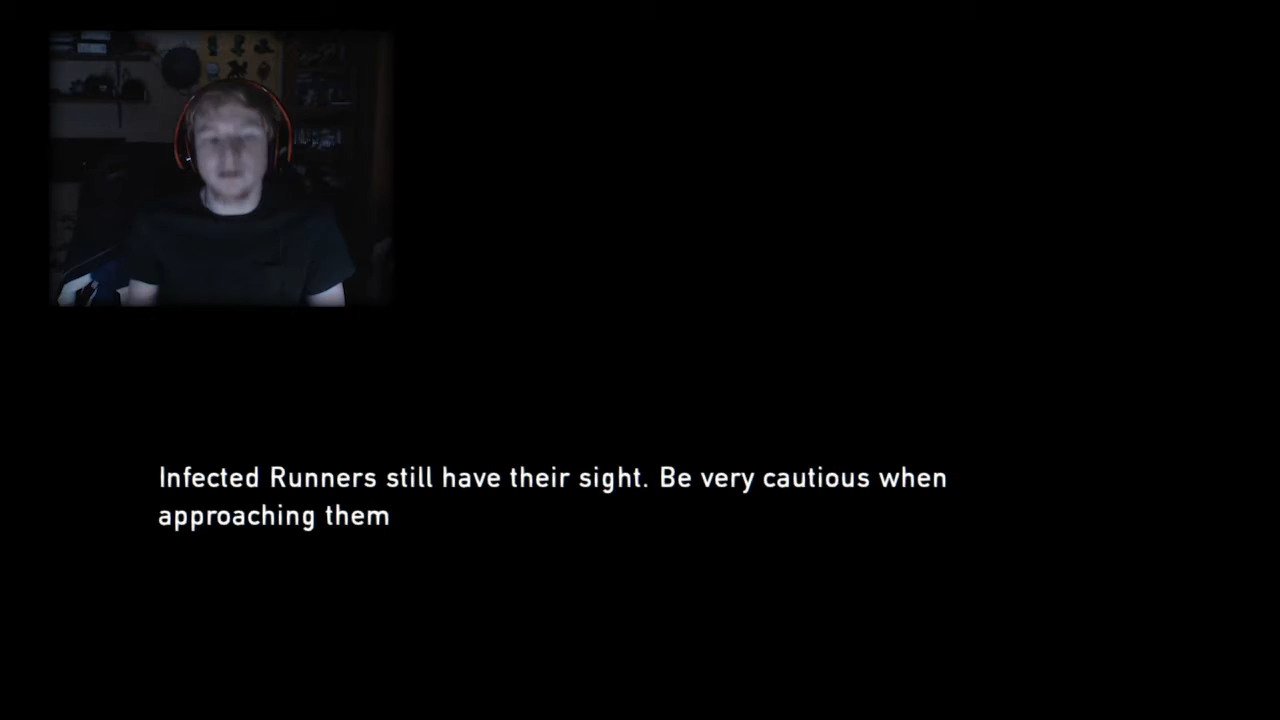 Infected Runners still have their sight. Be very cautious when
approaching them